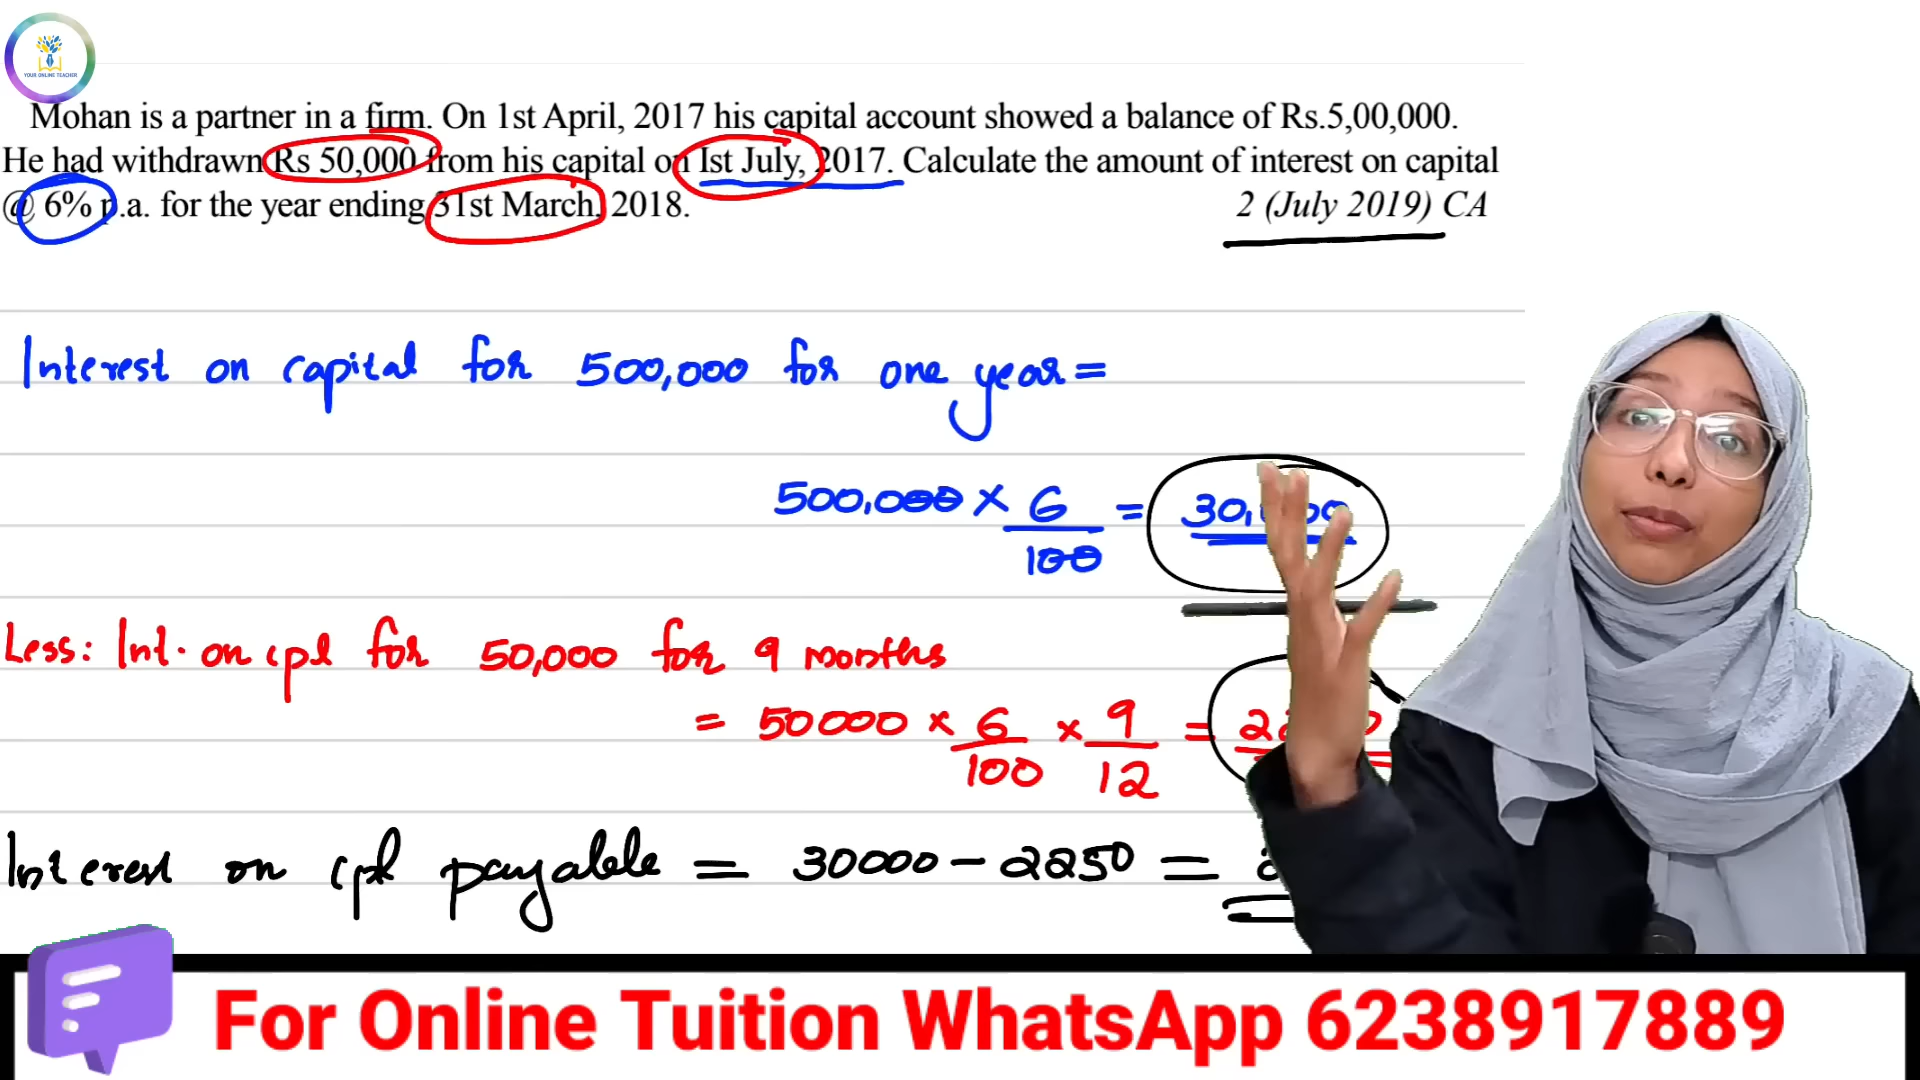 YOUR ONLINE TEACHER
Mohan is a partner in a firm. On 1st April, 2017 his capital account showed a balance of Rs.5,00,000.
He had withdrawn Rs 50,000 from his capital on Ist July, 2017. Calculate the amount of interest on capital
@ 6% p.a. for the year ending 31st March, 2018. 2 (July 2019) CA
Interest on capital for 500,000 for one year =
500,000 × 6/100 =
Less: Int. on cpl for 50,000 for 9 months
= 50000 × 6/100 × 9/12 =
Interest on cpl payable = 30000 - 2250 =
For Online Tuition WhatsApp 6238917889